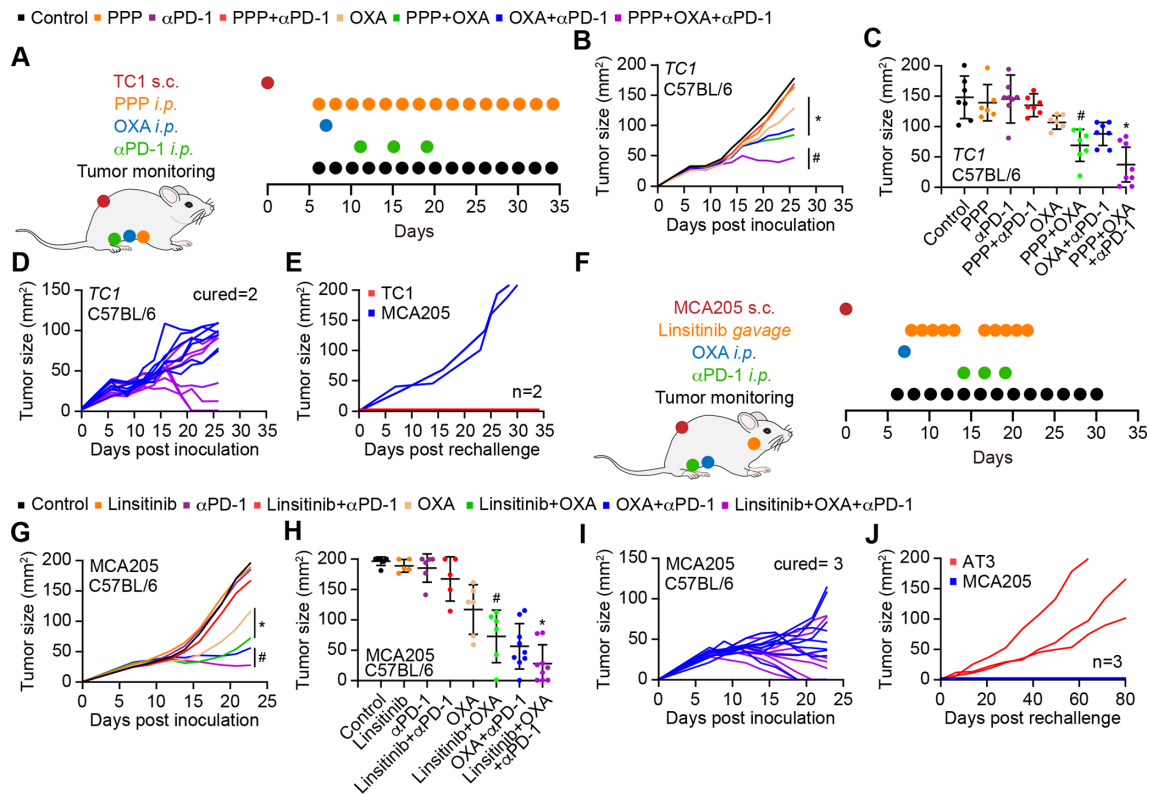 Control PPP αPD-1 PPP+αPD-1 OXA PPP+OXA OXA+αPD-1 PPP+OXA+αPD-1
A
TC1 s.c.
PPP i.p.
OXA i.p.
αPD-1 i.p.
Tumor monitoring
0 5 10 15 20 25 30 35
Days
B
TC1
C57BL/6
Tumor size (mm²)
200
150
100
50
0
0 5 10 15 20 25 30 35
Days post inoculation
*
#
C
Tumor size (mm²)
200
150
100
50
0
#
*
TC1
C57BL/6
Control
PPP
αPD-1
PPP+αPD-1
OXA
PPP+OXA
OXA+αPD-1
PPP+OXA
+αPD-1
D
TC1
C57BL/6
cured=2
Tumor size (mm²)
150
100
50
0
0 5 10 15 20 25 30 35
Days post inoculation
E
TC1
MCA205
Tumor size (mm²)
200
150
100
50
0
n=2
0 5 10 15 20 25 30 35
Days post rechallenge
F
MCA205 s.c.
Linsitinib gavage
OXA i.p.
αPD-1 i.p.
Tumor monitoring
0 5 10 15 20 25 30 35
Days
Control Linsitinib αPD-1 Linsitinib+αPD-1 OXA Linsitinib+OXA OXA+αPD-1 Linsitinib+OXA+αPD-1
G
MCA205
C57BL/6
Tumor size (mm²)
200
150
100
50
0
*
#
0 5 10 15 20 25
Days post inoculation
H
Tumor size (mm²)
200
150
100
50
0
#
*
MCA205
C57BL/6
Control
Linsitinib
αPD-1
Linsitinib+αPD-1
OXA
Linsitinib+OXA
OXA+αPD-1
Linsitinib+OXA
+αPD-1
I
MCA205
C57BL/6
cured= 3
Tumor size (mm²)
150
100
50
0
0 5 10 15 20 25
Days post inoculation
J
AT3
MCA205
Tumor size (mm²)
200
150
100
50
0
n=3
0 20 40 60 80
Days post rechallenge